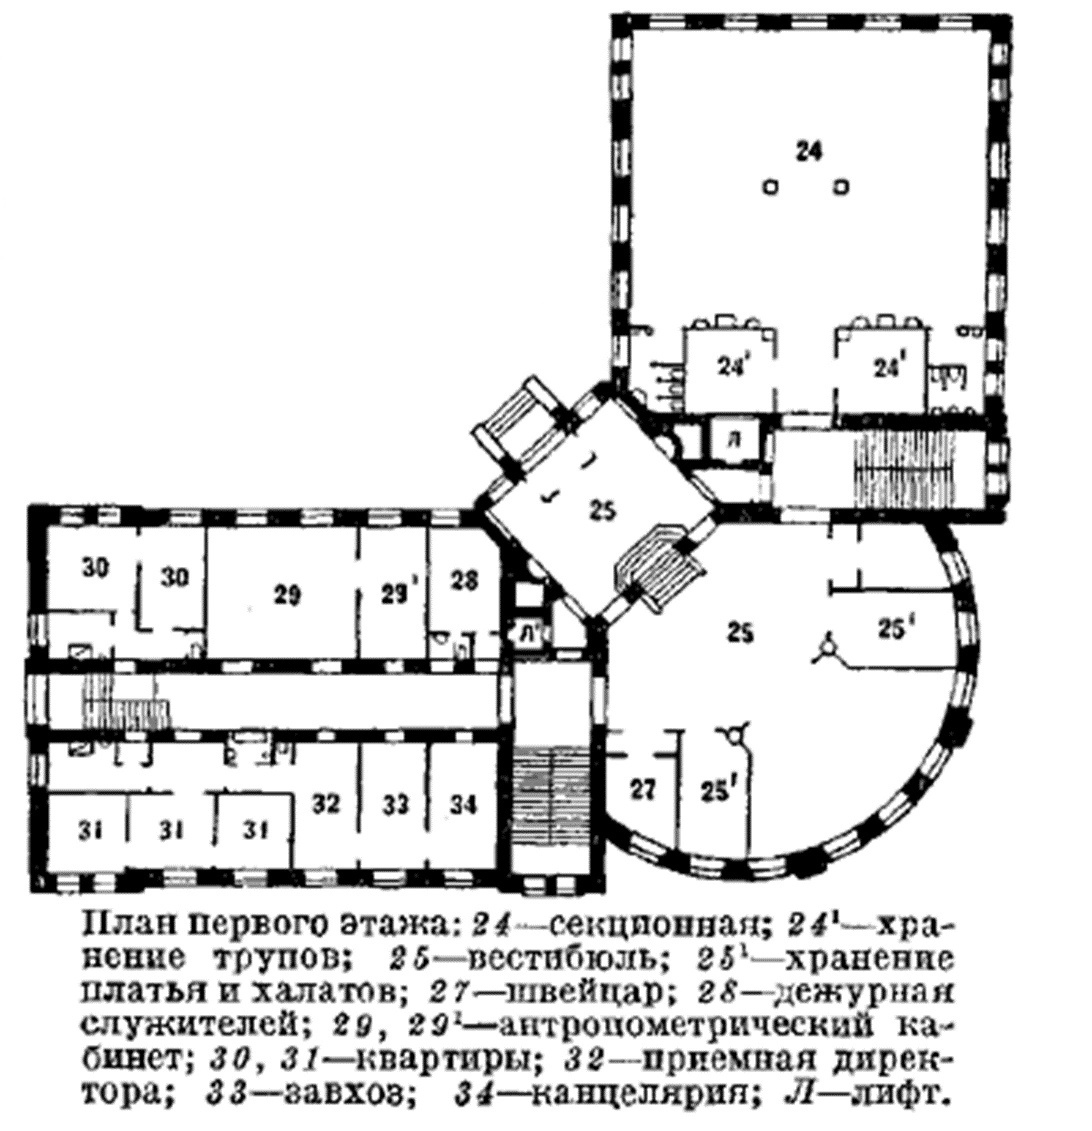 24
24¹ 24¹
Л
25
30 30 29 29¹ 28
Л
25 25¹
27 25¹
31 31 31 32 33 34
План первого этажа: 24—секционная; 24¹—хра-
нение трупов; 25—вестибюль; 25¹—хранение
платья и халатов; 27—швейцар; 28—дежурная
служителей; 29, 29¹—антропометрический ка-
бинет; 30, 31—квартиры; 32—приемная дирек-
тора; 33—завхоз; 34—канцелярия; Л—лифт.